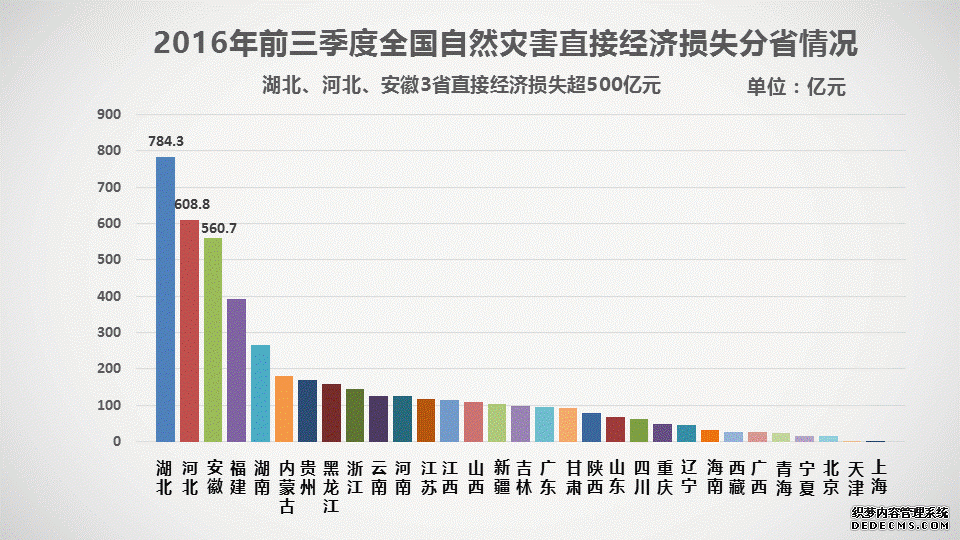 2016年前三季度全国自然灾害直接经济损失分省情况
湖北、河北、安徽3省直接经济损失超500亿元
单位：亿元
900
800
700
600
500
400
300
200
100
0
784.3
608.8
560.7
湖北
河北
安徽
福建
湖南
内蒙古
贵州
黑龙江
浙江
云南
河南
江苏
江西
山西
新疆
吉林
广东
甘肃
陕西
山东
四川
重庆
辽宁
海南
西藏
广西
青海
宁夏
北京
天津
上海
织梦内容管理系统
DEDECMS.COM